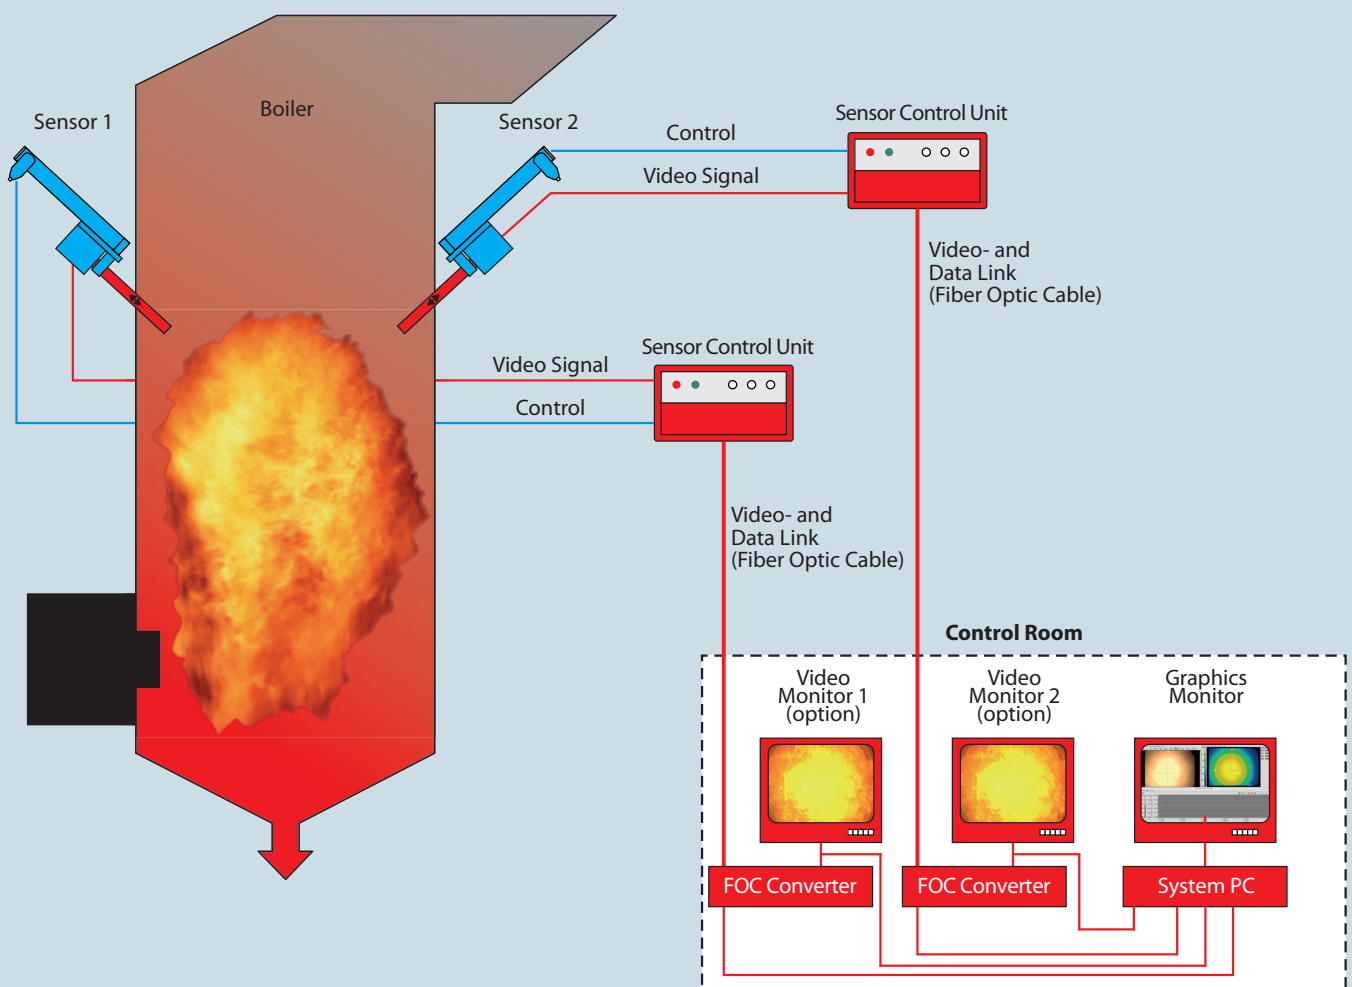 Boiler
Sensor 1
Sensor 2
Control
Video Signal
Sensor Control Unit
Video- and
Data Link
(Fiber Optic Cable)
Video Signal
Control
Sensor Control Unit
Video- and
Data Link
(Fiber Optic Cable)
Control Room
Video
Monitor 1
(option)
Video
Monitor 2
(option)
Graphics
Monitor
FOC Converter
FOC Converter
System PC